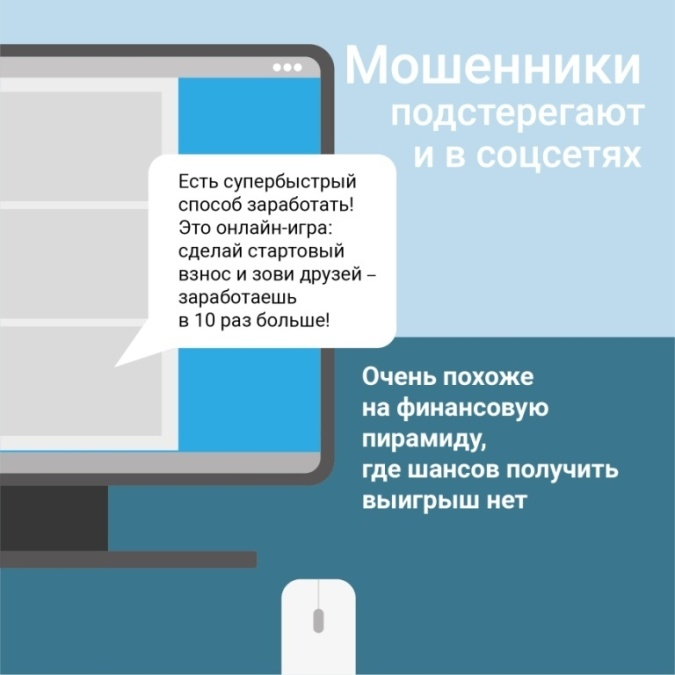 Мошенники
подстерегают
и в соцсетях
Есть супербыстрый
способ заработать!
Это онлайн-игра:
сделай стартовый
взнос и зови друзей –
заработаешь
в 10 раз больше!
Очень похоже
на финансовую
пирамиду,
где шансов получить
выигрыш нет